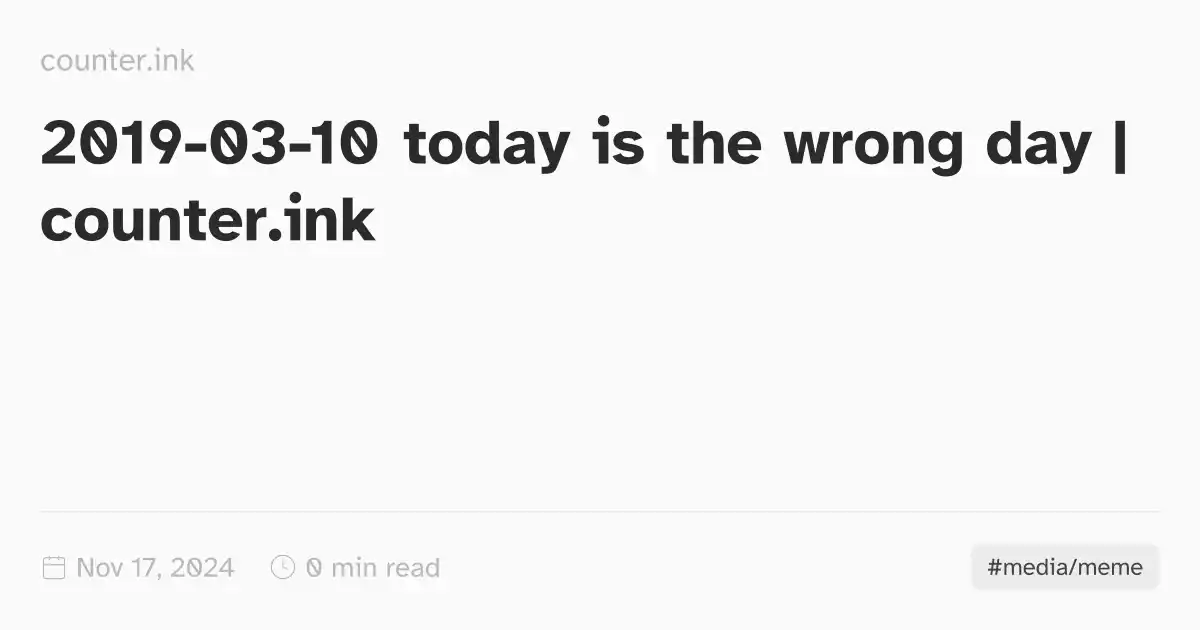 counter.ink
2019-03-10 today is the wrong day |
counter.ink
Nov 17, 2024 0 min read
#media/meme